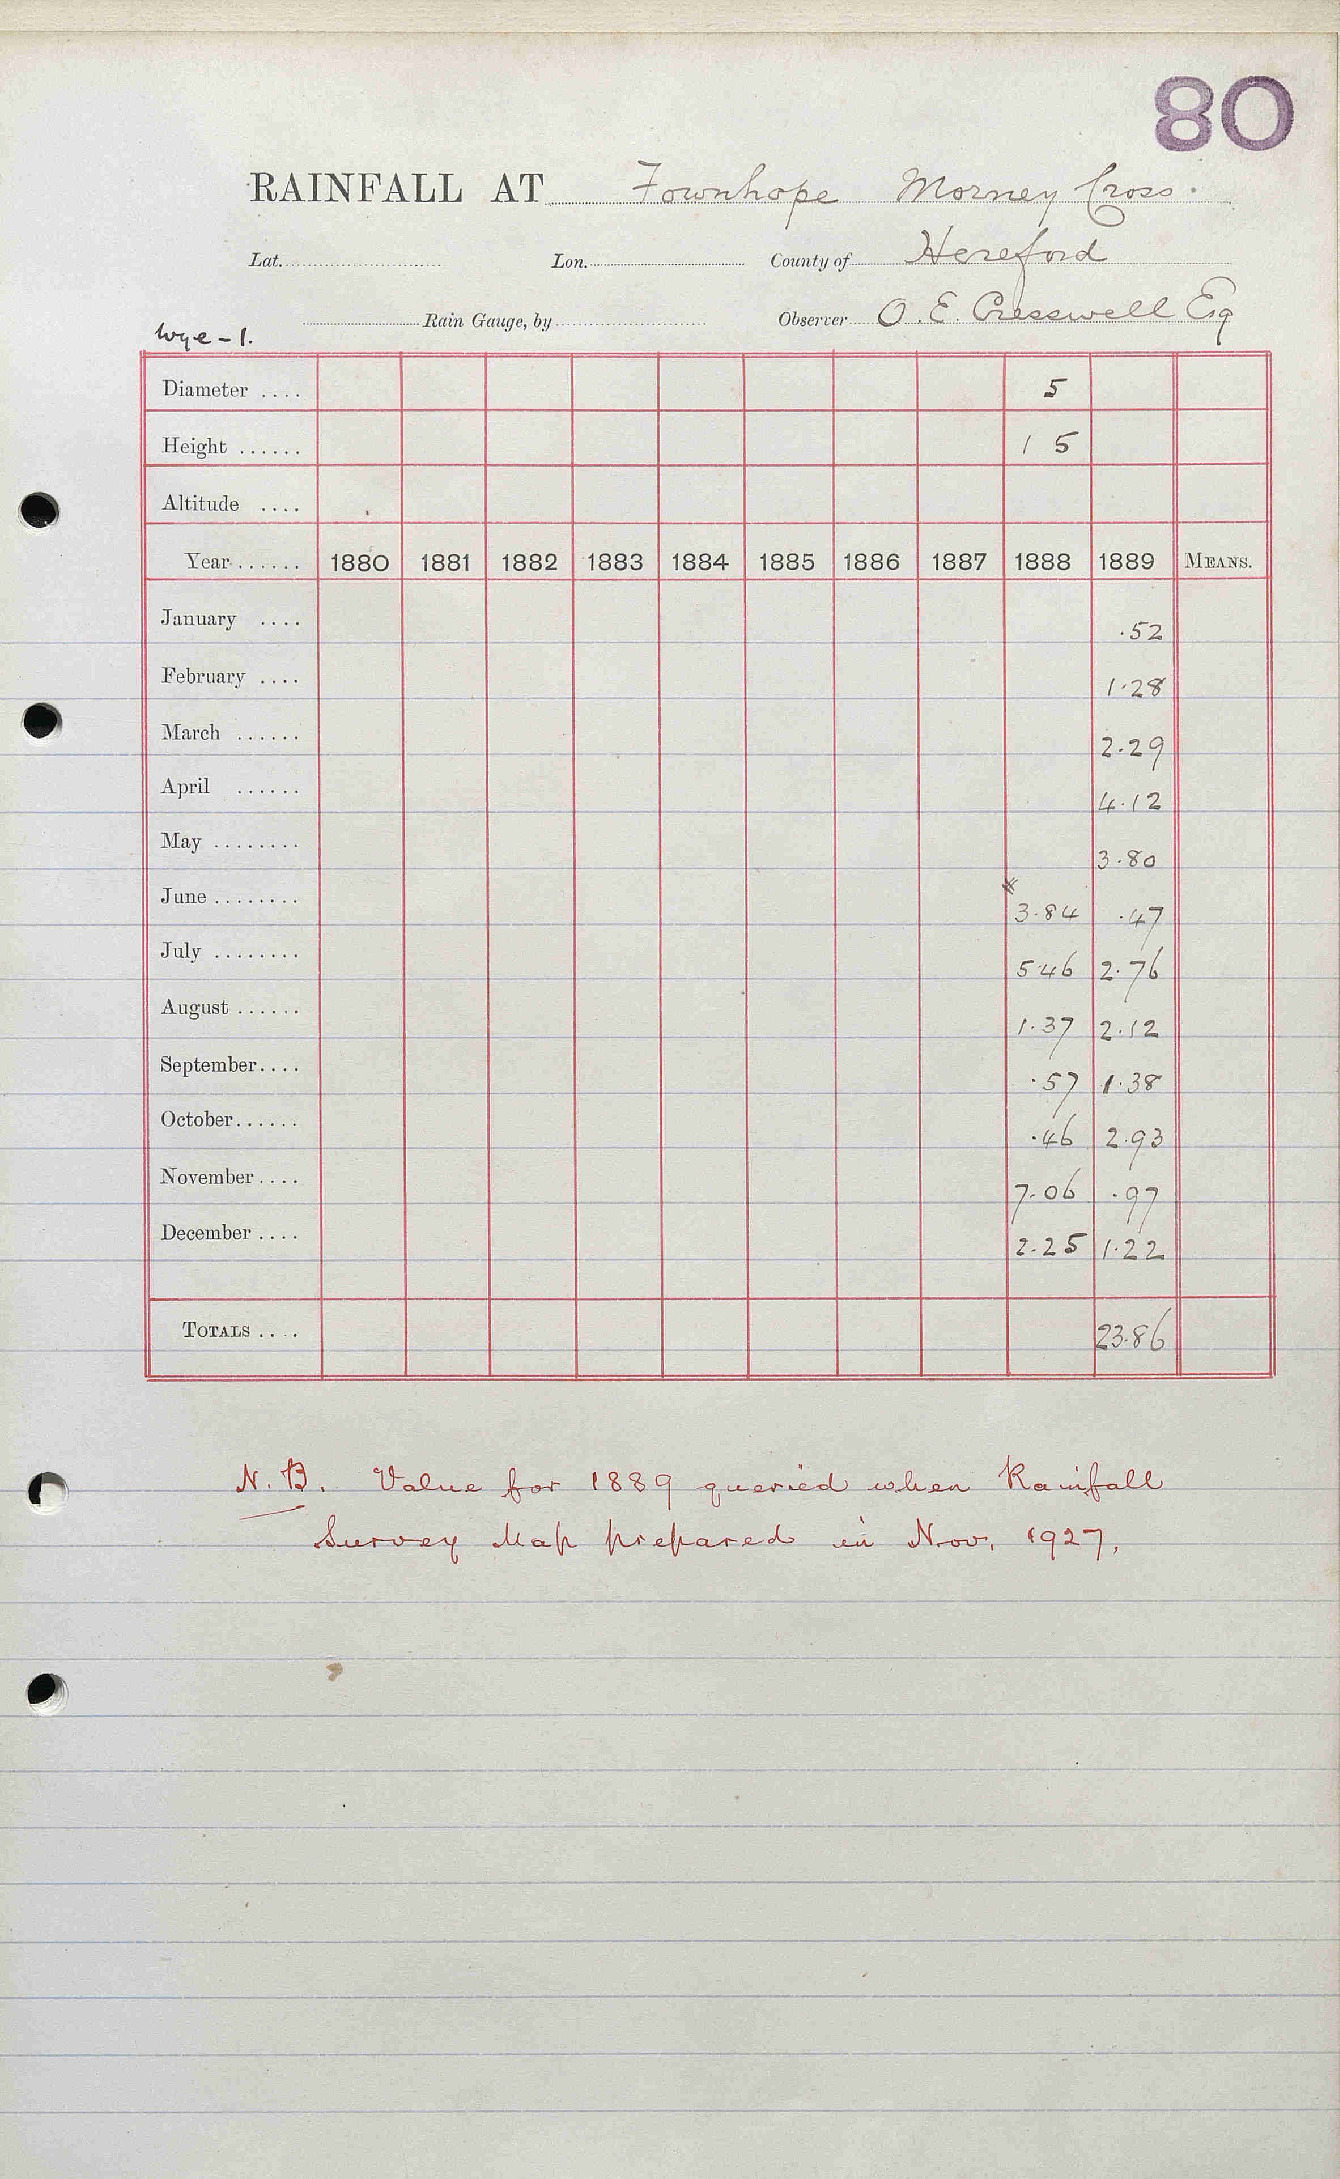 80
RAINFALL AT Fownhope Morney Cross.
Lat. Lon. County of Hereford
Rain Gauge, by Observer O. E. Cresswell Esq
Wye - 1.
Diameter .... 5
Height ...... 1 5
Altitude ....
Year ...... 1880 1881 1882 1883 1884 1885 1886 1887 1888 1889 MEANS.
January .... .52
February .... 1.28
March ...... 2.29
April ...... 4.12
May ........ 3.80
June ........ 3.84 .47
July ........ 5 46 2.76
August ...... 1.37 2.12
September .... .57 1.38
October ...... .46 2.93
November .... 7.06 .97
December .... 2.25 1.22
TOTALS .... 23.86
N.B. Value for 1889 queried when Rainfall
Survey Map prepared in Nov. 1927.